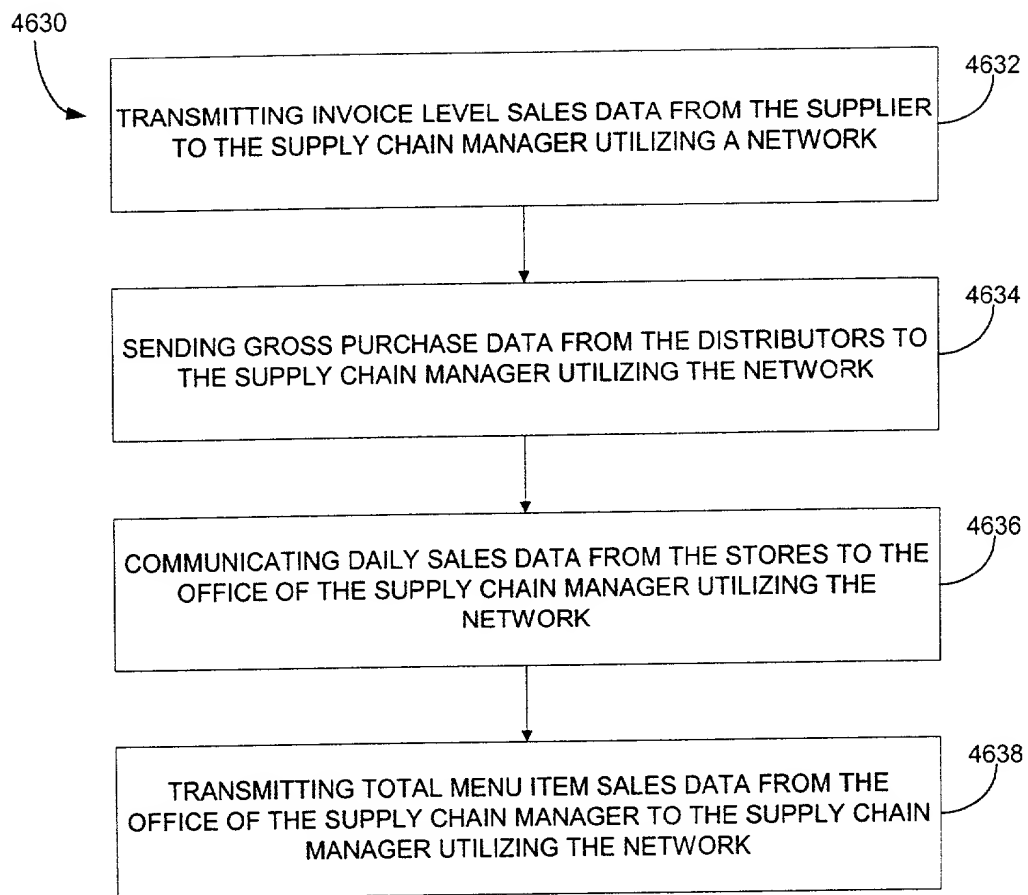 4630
4632
TRANSMITTING INVOICE LEVEL SALES DATA FROM THE SUPPLIER
TO THE SUPPLY CHAIN MANAGER UTILIZING A NETWORK
4634
SENDING GROSS PURCHASE DATA FROM THE DISTRIBUTORS TO
THE SUPPLY CHAIN MANAGER UTILIZING THE NETWORK
4636
COMMUNICATING DAILY SALES DATA FROM THE STORES TO THE
OFFICE OF THE SUPPLY CHAIN MANAGER UTILIZING THE
NETWORK
4638
TRANSMITTING TOTAL MENU ITEM SALES DATA FROM THE
OFFICE OF THE SUPPLY CHAIN MANAGER TO THE SUPPLY CHAIN
MANAGER UTILIZING THE NETWORK